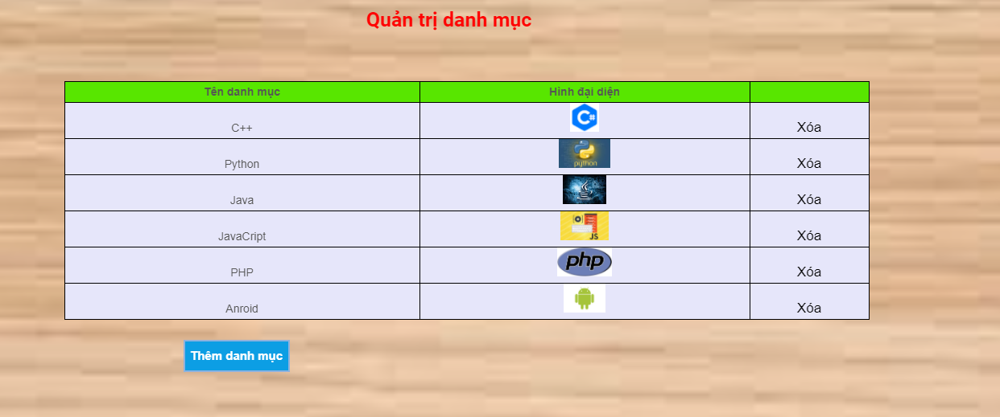 Quản trị danh mục
Tên danh mục Hình đại diện
C++ C# Xóa
Python python Xóa
Java Xóa
JavaCript JS Xóa
PHP php Xóa
Anroid Xóa
Thêm danh mục